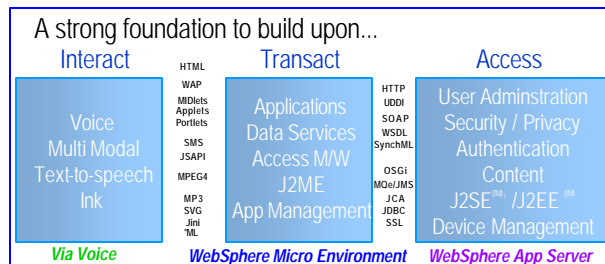 A strong foundation to build upon...
Interact
Voice
Multi Modal
Text-to-speech
Ink
Via Voice
HTML
WAP
MIDlets
Applets
Portlets
SMS
JSAPI
MPEG4
MP3
SVG
Jini
*ML
Transact
Applications
Data Services
Access M/W
J2ME
App Management
WebSphere Micro Environment
HTTP
UDDI
SOAP
WSDL
SynchML
OSGi
MQe/JMS
JCA
JDBC
SSL
Access
User Adminstration
Security / Privacy
Authentication
Content
J2SE(TM) /J2EE (TM)
Device Management
WebSphere App Server